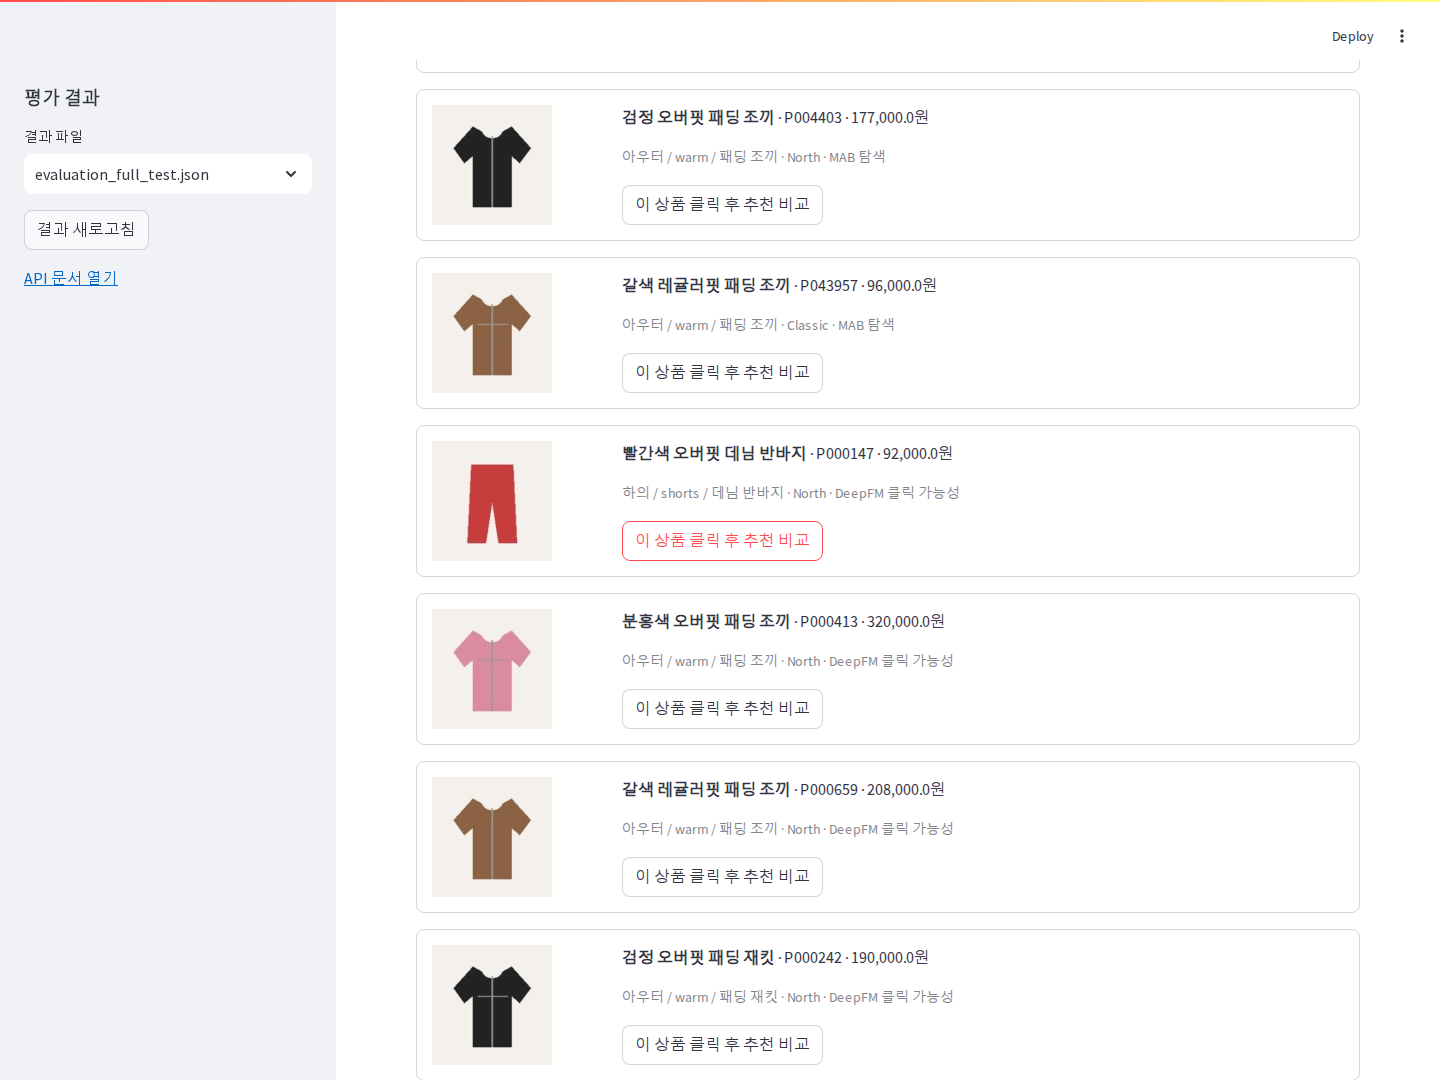 Deploy
평가 결과
결과 파일
evaluation_full_test.json
결과 새로고침
API 문서 열기
검정 오버핏 패딩 조끼 · P004403 · 177,000.0원
아우터 / warm / 패딩 조끼 · North · MAB 탐색
이 상품 클릭 후 추천 비교
갈색 레귤러핏 패딩 조끼 · P043957 · 96,000.0원
아우터 / warm / 패딩 조끼 · Classic · MAB 탐색
이 상품 클릭 후 추천 비교
빨간색 오버핏 데님 반바지 · P000147 · 92,000.0원
하의 / shorts / 데님 반바지 · North · DeepFM 클릭 가능성
이 상품 클릭 후 추천 비교
분홍색 오버핏 패딩 조끼 · P000413 · 320,000.0원
아우터 / warm / 패딩 조끼 · North · DeepFM 클릭 가능성
이 상품 클릭 후 추천 비교
갈색 레귤러핏 패딩 조끼 · P000659 · 208,000.0원
아우터 / warm / 패딩 조끼 · North · DeepFM 클릭 가능성
이 상품 클릭 후 추천 비교
검정 오버핏 패딩 재킷 · P000242 · 190,000.0원
아우터 / warm / 패딩 재킷 · North · DeepFM 클릭 가능성
이 상품 클릭 후 추천 비교